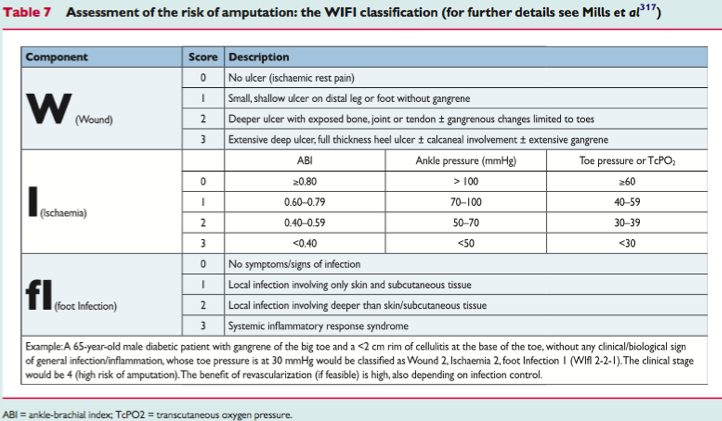 Table 7 Assessment of the risk of amputation: the WIFI classification (for further details see Mills et al317)
Component Score Description
W (Wound)
0 No ulcer (ischaemic rest pain)
1 Small, shallow ulcer on distal leg or foot without gangrene
2 Deeper ulcer with exposed bone, joint or tendon ± gangrenous changes limited to toes
3 Extensive deep ulcer, full thickness heel ulcer ± calcaneal involvement ± extensive gangrene
I (Ischaemia)
ABI Ankle pressure (mmHg) Toe pressure or TcPO2
0 ≥0.80 > 100 ≥60
1 0.60–0.79 70–100 40–59
2 0.40–0.59 50–70 30–39
3 <0.40 <50 <30
fI (foot Infection)
0 No symptoms/signs of infection
1 Local infection involving only skin and subcutaneous tissue
2 Local infection involving deeper than skin/subcutaneous tissue
3 Systemic inflammatory response syndrome
Example: A 65-year-old male diabetic patient with gangrene of the big toe and a <2 cm rim of cellulitis at the base of the toe, without any clinical/biological sign
of general infection/inflammation, whose toe pressure is at 30 mmHg would be classified as Wound 2, Ischaemia 2, foot Infection 1 (WIfI 2-2-1). The clinical stage
would be 4 (high risk of amputation). The benefit of revascularization (if feasible) is high, also depending on infection control.
ABI = ankle-brachial index; TcPO2 = transcutaneous oxygen pressure.